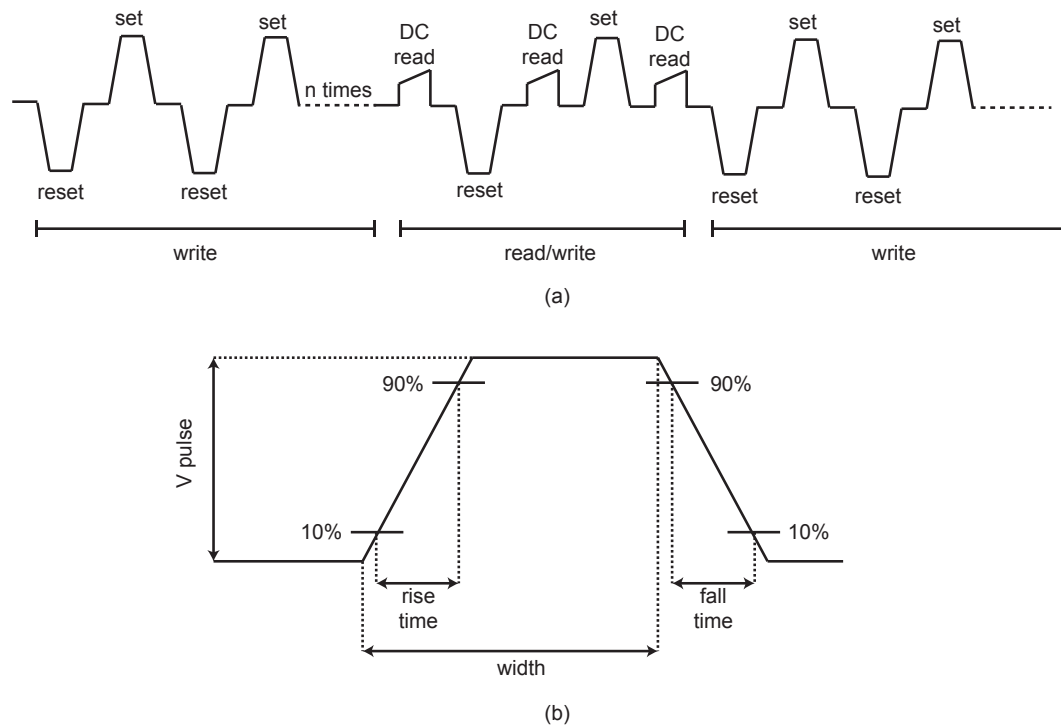 set
set
DC
read
n times
DC
read
set
DC
read
set
set
reset
reset
reset
reset
reset
write
read/write
write
(a)
90%
90%
V pulse
10%
10%
rise
time
fall
time
width
(b)